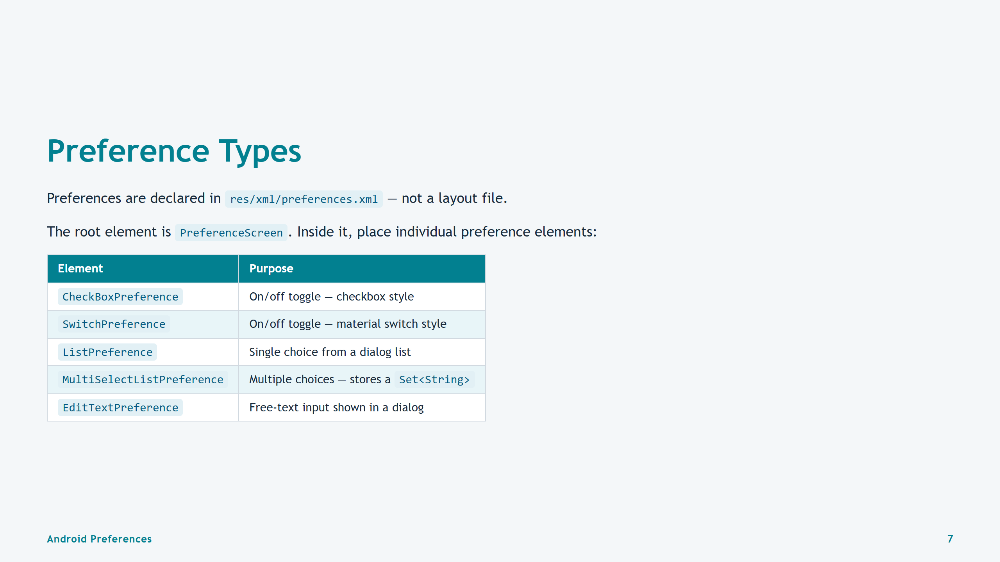 Preference Types
Preferences are declared in res/xml/preferences.xml — not a layout file.
The root element is PreferenceScreen. Inside it, place individual preference elements:
Element Purpose
CheckBoxPreference On/off toggle — checkbox style
SwitchPreference On/off toggle — material switch style
ListPreference Single choice from a dialog list
MultiSelectListPreference Multiple choices — stores a Set<String>
EditTextPreference Free-text input shown in a dialog
Android Preferences 7